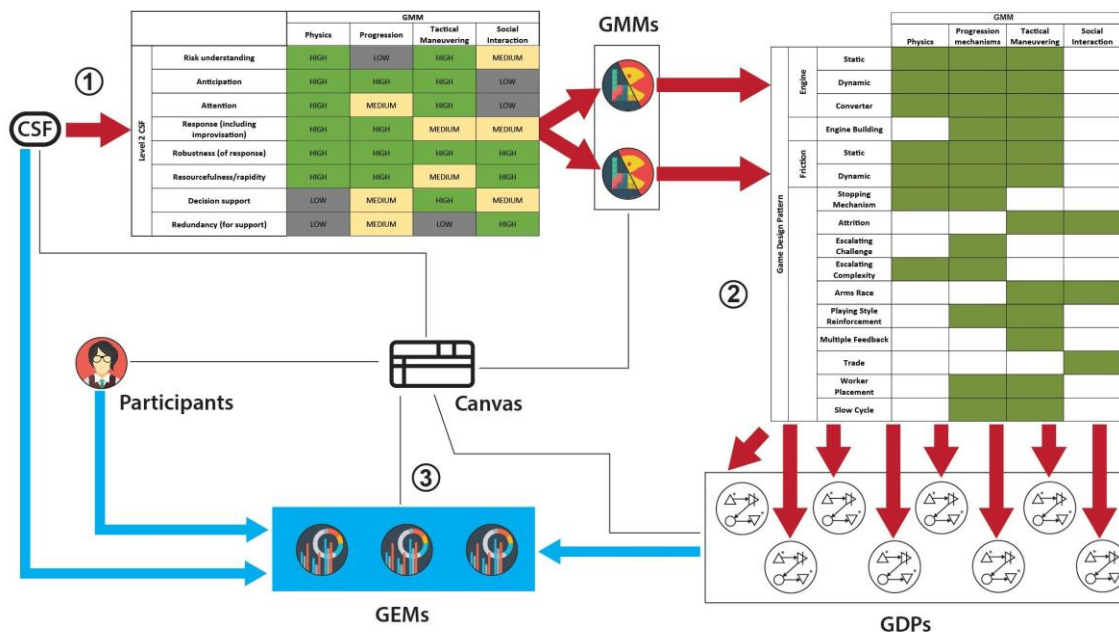 GMM
Physics Progression Tactical Maneuvering Social Interaction
Level 2 CSF
Risk understanding HIGH LOW HIGH MEDIUM
Anticipation HIGH HIGH HIGH LOW
Attention HIGH MEDIUM HIGH LOW
Response (including improvisation) HIGH HIGH MEDIUM MEDIUM
Robustness (of response) HIGH HIGH HIGH HIGH
Resourcefulness/rapidity HIGH HIGH MEDIUM HIGH
Decision support LOW MEDIUM HIGH MEDIUM
Redundancy (for support) LOW MEDIUM LOW HIGH
1
CSF
GMMs
GMM
Physics Progression mechanisms Tactical Maneuvering Social Interaction
Game Design Pattern
Engine
Static
Dynamic
Converter
Engine Building
Friction
Static
Dynamic
Stopping Mechanism
Attrition
Escalating Challenge
Escalating Complexity
Arms Race
Playing Style Reinforcement
Multiple Feedback
Trade
Worker Placement
Slow Cycle
2
Participants
Canvas
3
GEMs
GDPs